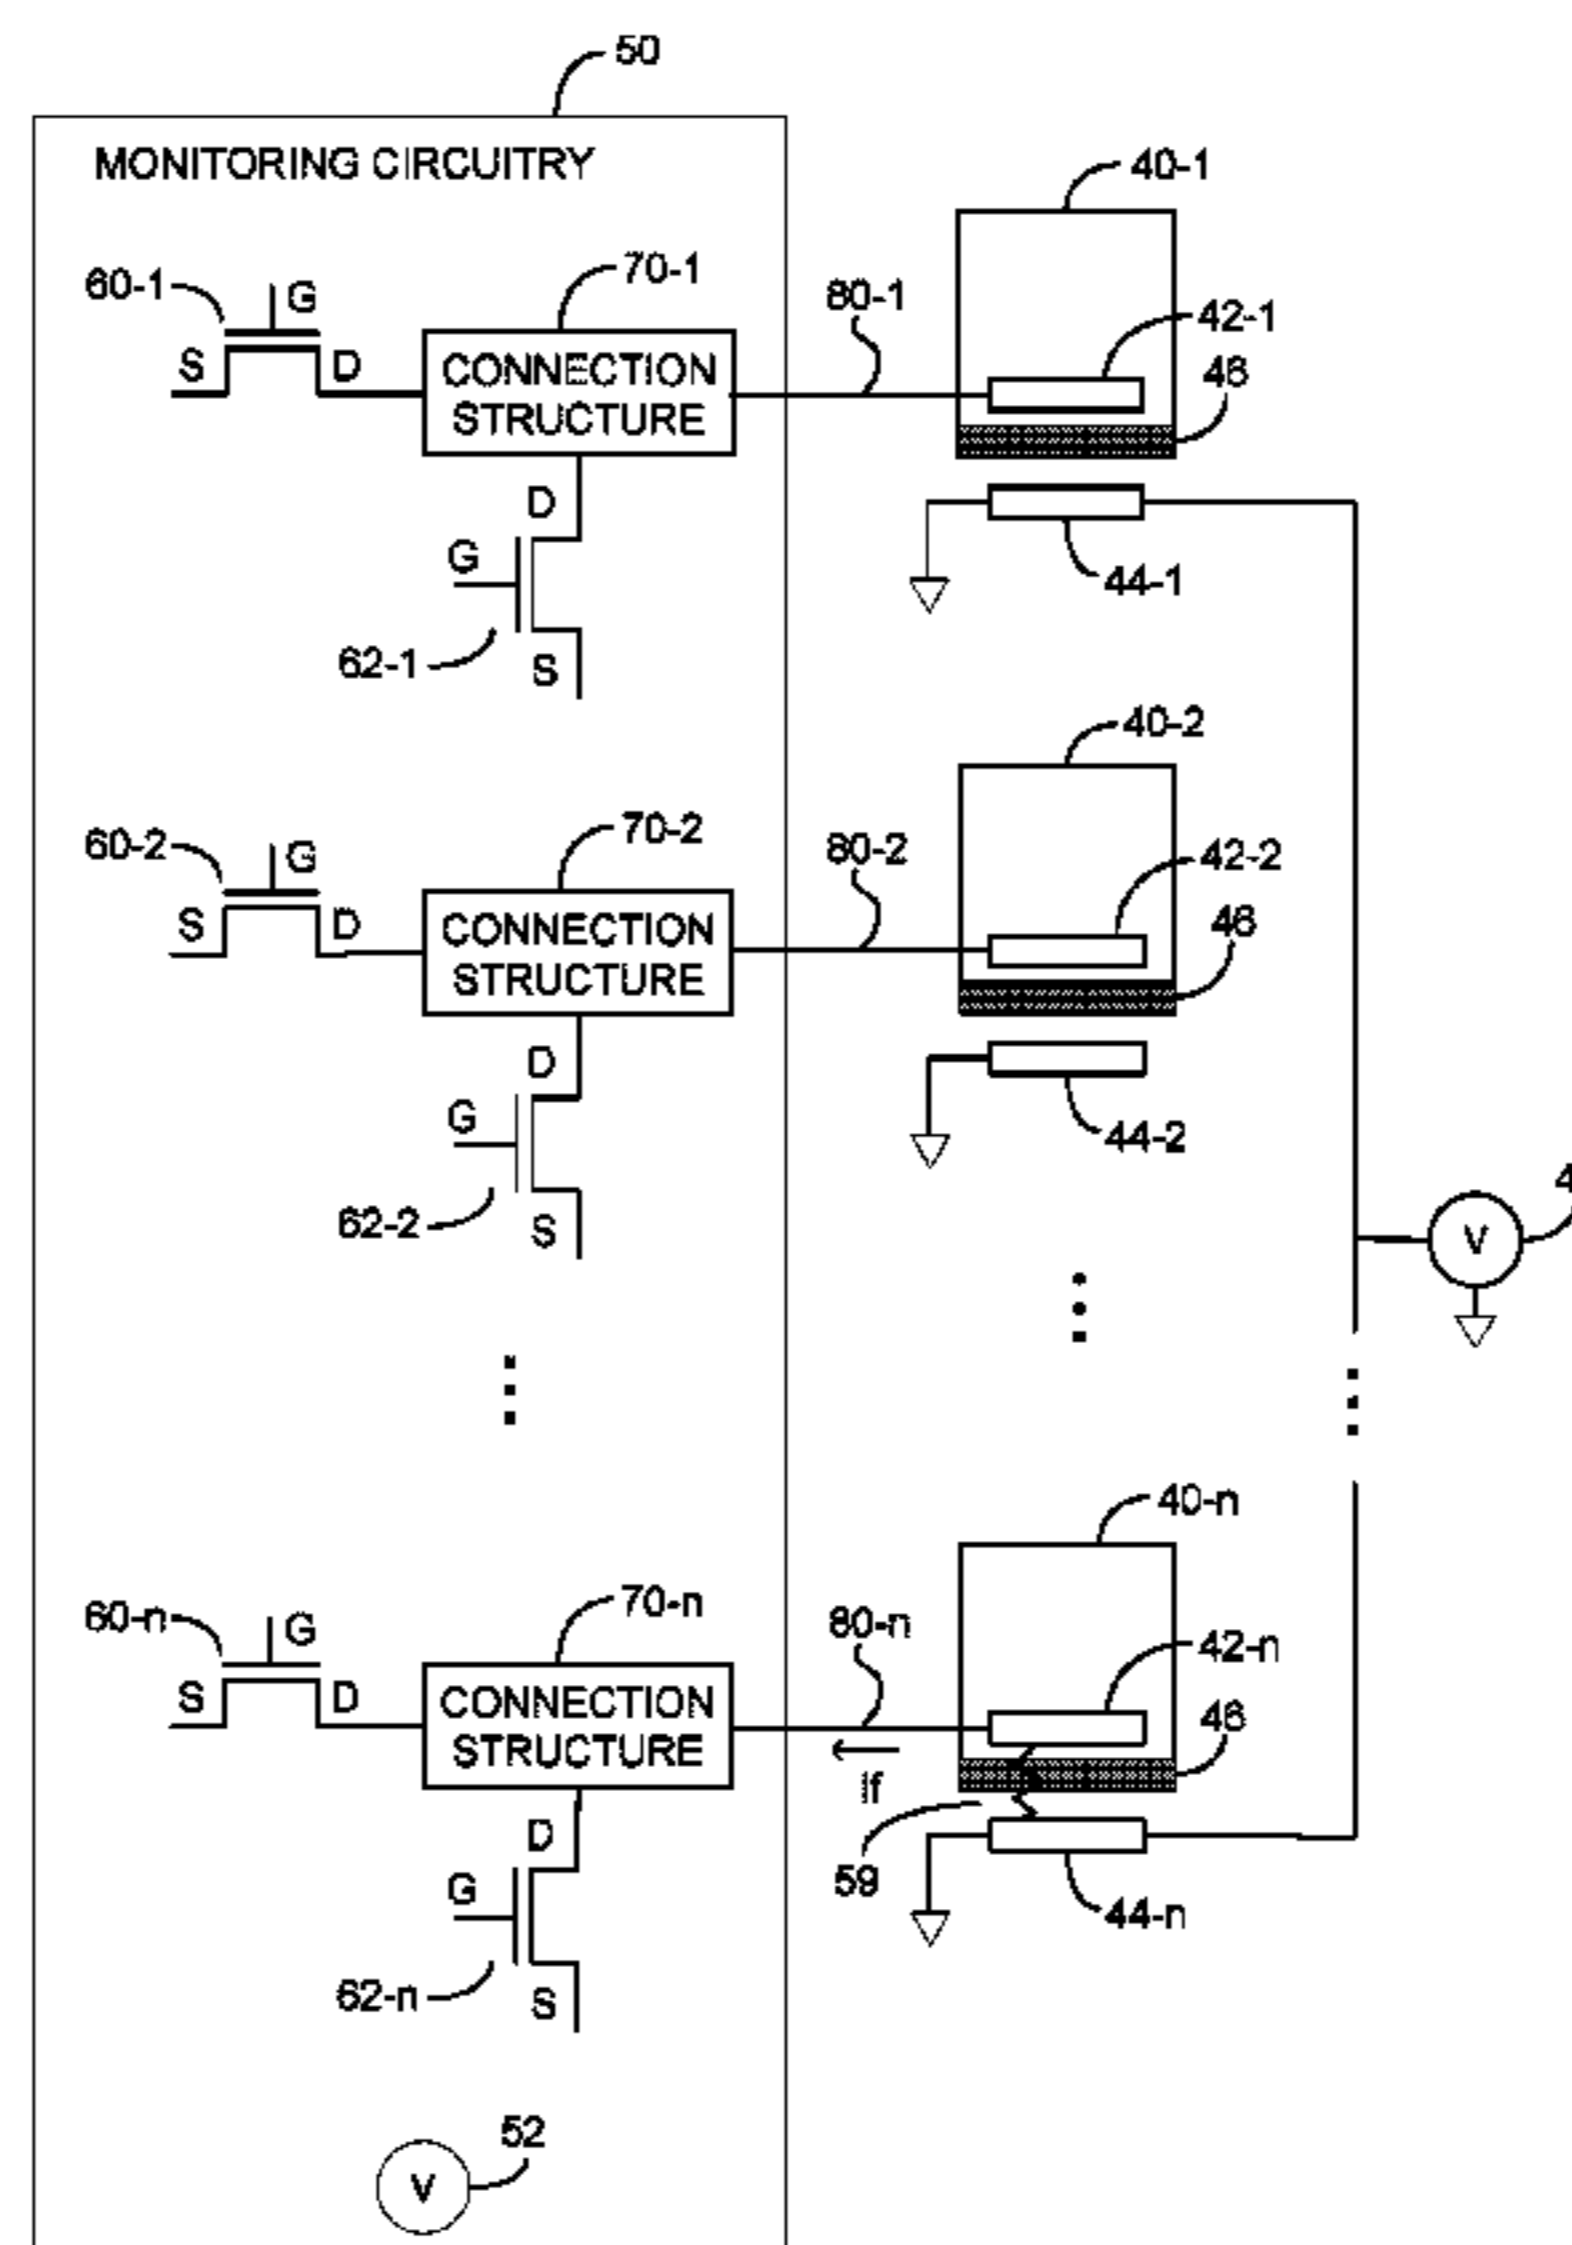 50
MONITORING CIRCUITRY
40-1
60-1
G
70-1
80-1
42-1
S
D
CONNECTION
STRUCTURE
46
D
G
44-1
62-1
S
40-2
60-2
G
70-2
80-2
42-2
S
D
CONNECTION
STRUCTURE
46
D
G
44-2
62-2
S
V
40-n
60-n
G
70-n
80-n
42-n
S
D
CONNECTION
STRUCTURE
46
If
D
59
G
44-n
62-n
S
52
V